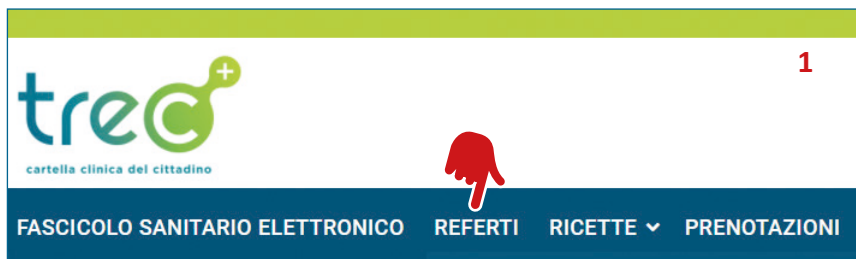 1
trec+
cartella clinica del cittadino
FASCICOLO SANITARIO ELETTRONICO REFERTI RICETTE PRENOTAZIONI